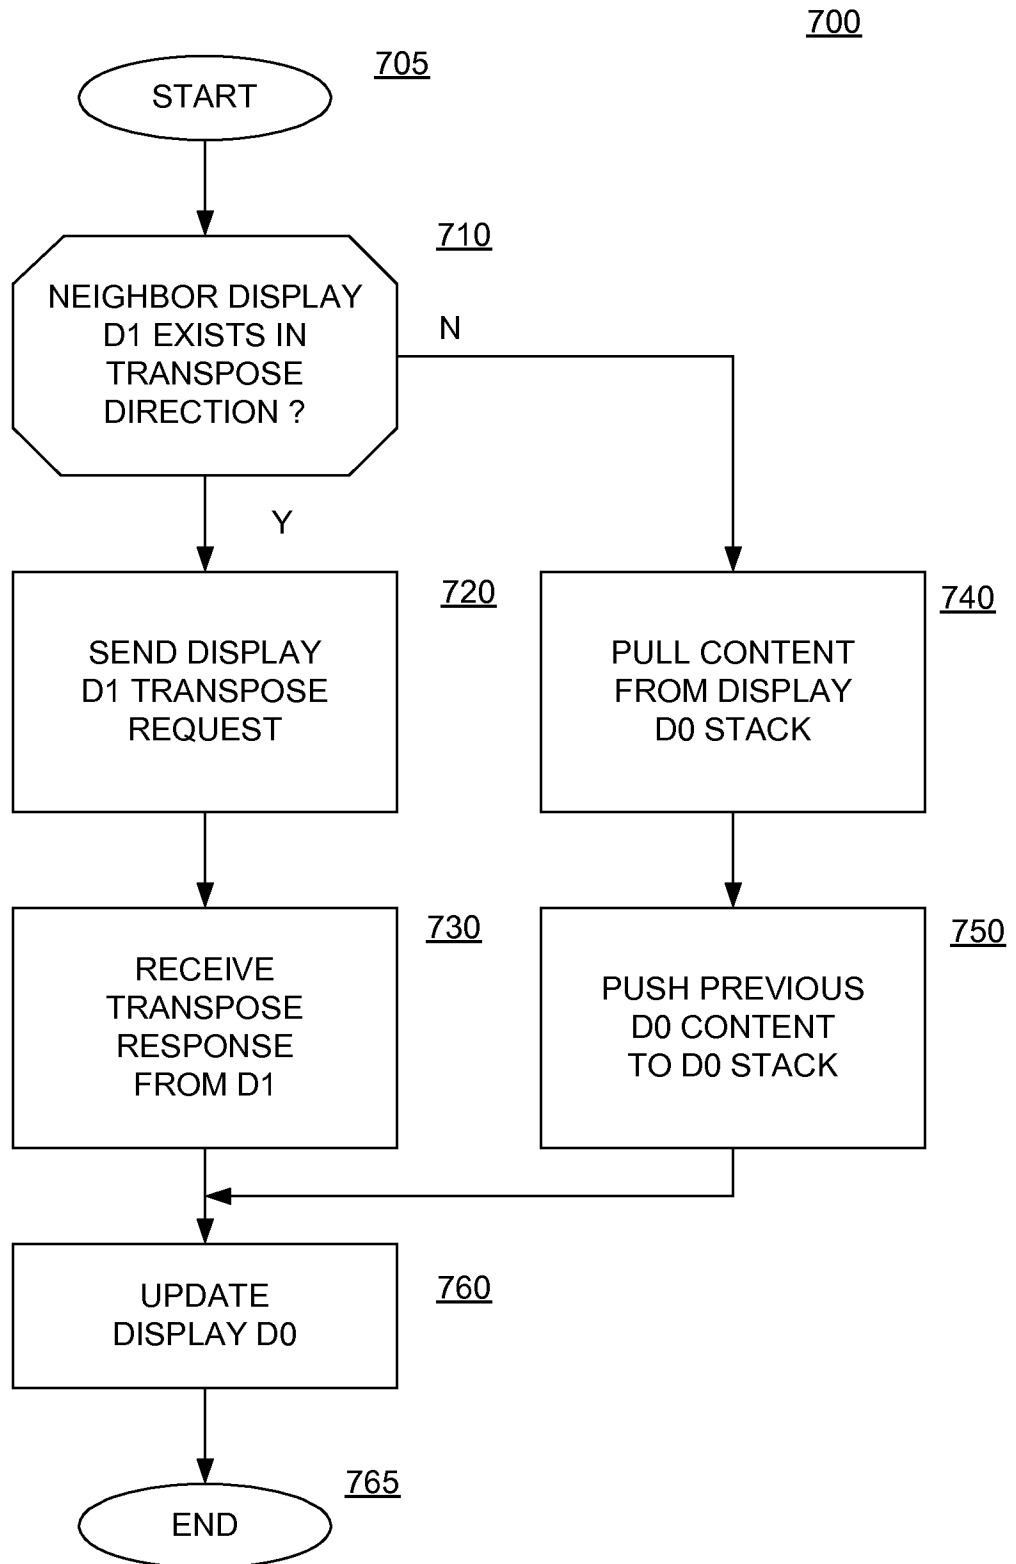 700
705
START
710
NEIGHBOR DISPLAY
D1 EXISTS IN
TRANSPOSE
DIRECTION ?
N
Y
720
SEND DISPLAY
D1 TRANSPOSE
REQUEST
740
PULL CONTENT
FROM DISPLAY
D0 STACK
730
RECEIVE
TRANSPOSE
RESPONSE
FROM D1
750
PUSH PREVIOUS
D0 CONTENT
TO D0 STACK
760
UPDATE
DISPLAY D0
765
END